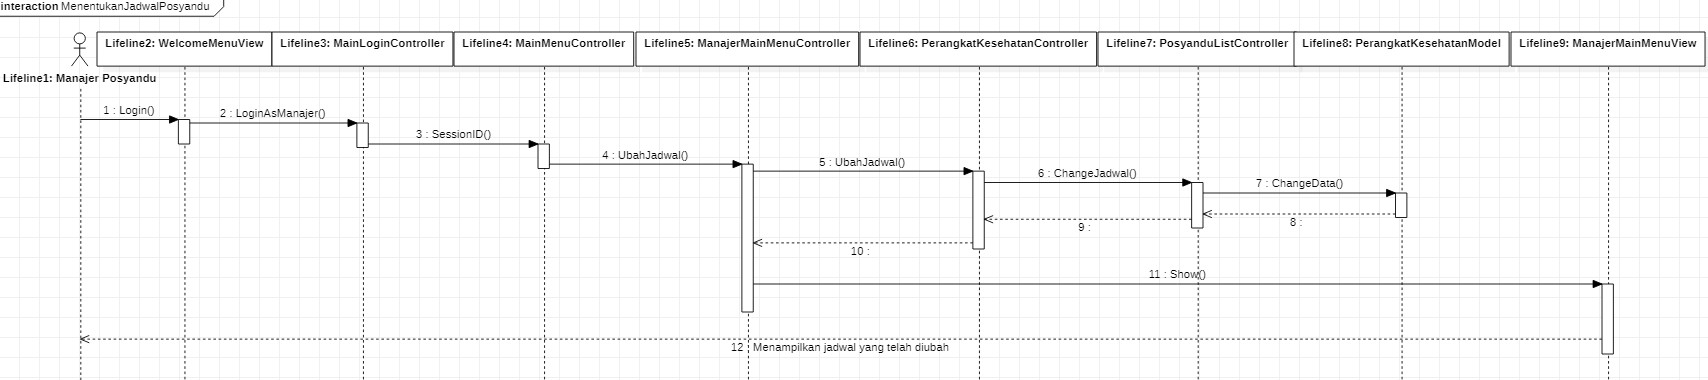 interaction MenentukanJadwalPosyandu
Lifeline2: WelcomeMenuView
Lifeline3: MainLoginController
Lifeline4: MainMenuController
Lifeline5: ManajerMainMenuController
Lifeline6: PerangkatKesehatanController
Lifeline7: PosyanduListController
Lifeline8: PerangkatKesehatanModel
Lifeline9: ManajerMainMenuView
Lifeline1: Manajer Posyandu
1 : Login()
2 : LoginAsManajer()
3 : SessionID()
4 : UbahJadwal()
5 : UbahJadwal()
6 : ChangeJadwal()
7 : ChangeData()
8 :
9 :
10 :
11 : Show()
12 : Menampilkan jadwal yang telah diubah